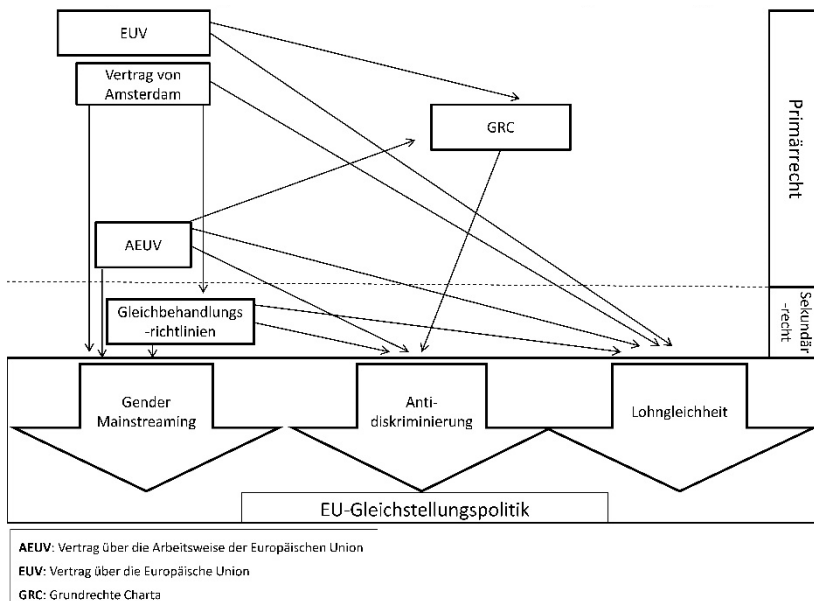 EUV
Vertrag von
Amsterdam
GRC
Primärrecht
AEUV
Gleichbehandlungs
-richtlinien
Sekundär
-recht
Gender
Mainstreaming
Anti-
diskriminierung
Lohngleichheit
EU-Gleichstellungspolitik
AEUV: Vertrag über die Arbeitsweise der Europäischen Union
EUV: Vertrag über die Europäische Union
GRC: Grundrechte Charta